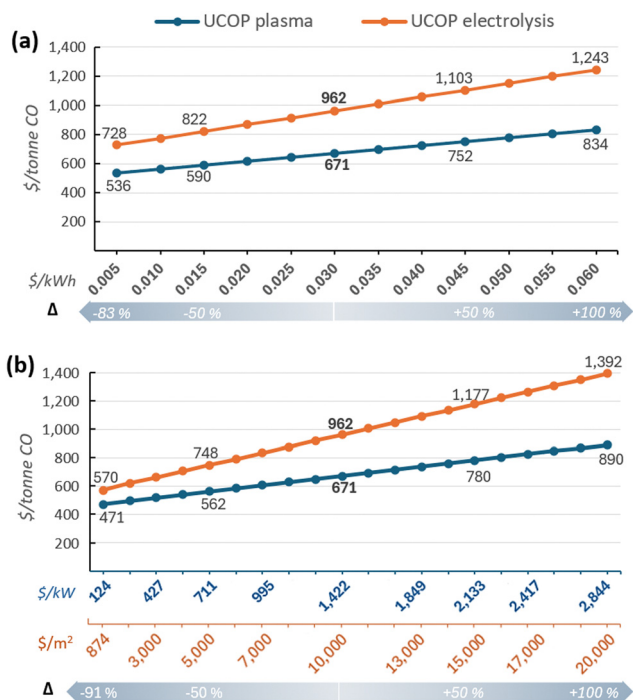 UCOP plasma UCOP electrolysis
(a)
1,400
1,200
1,000
800
600
400
200
$/tonne CO
728 822 962 1,103 1,243
536 590 671 752 834
$/kWh 0.005 0.010 0.015 0.020 0.025 0.030 0.035 0.040 0.045 0.050 0.055 0.060
Δ -83 % -50 % +50 % +100 %
(b)
1,400
1,200
1,000
800
600
400
200
$/tonne CO
570 748 962 1,177 1,392
471 562 671 780 890
$/kW 124 427 711 995 1,422 1,849 2,133 2,417 2,844
$/m² 874 3,000 5,000 7,000 10,000 13,000 15,000 17,000 20,000
Δ -91 % -50 % +50 % +100 %